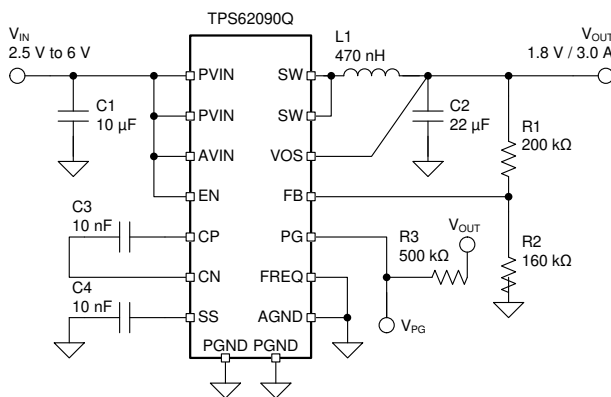 TPS62090Q
V_IN
2.5 V to 6 V
L1
470 nH
V_OUT
1.8 V / 3.0 A
PVIN
SW
C1
10 µF
C2
22 µF
PVIN
SW
R1
200 kΩ
AVIN
VOS
EN
FB
C3
10 nF
CP
PG
R3
500 kΩ
V_OUT
R2
160 kΩ
CN
FREQ
C4
10 nF
SS
AGND
V_PG
PGND PGND